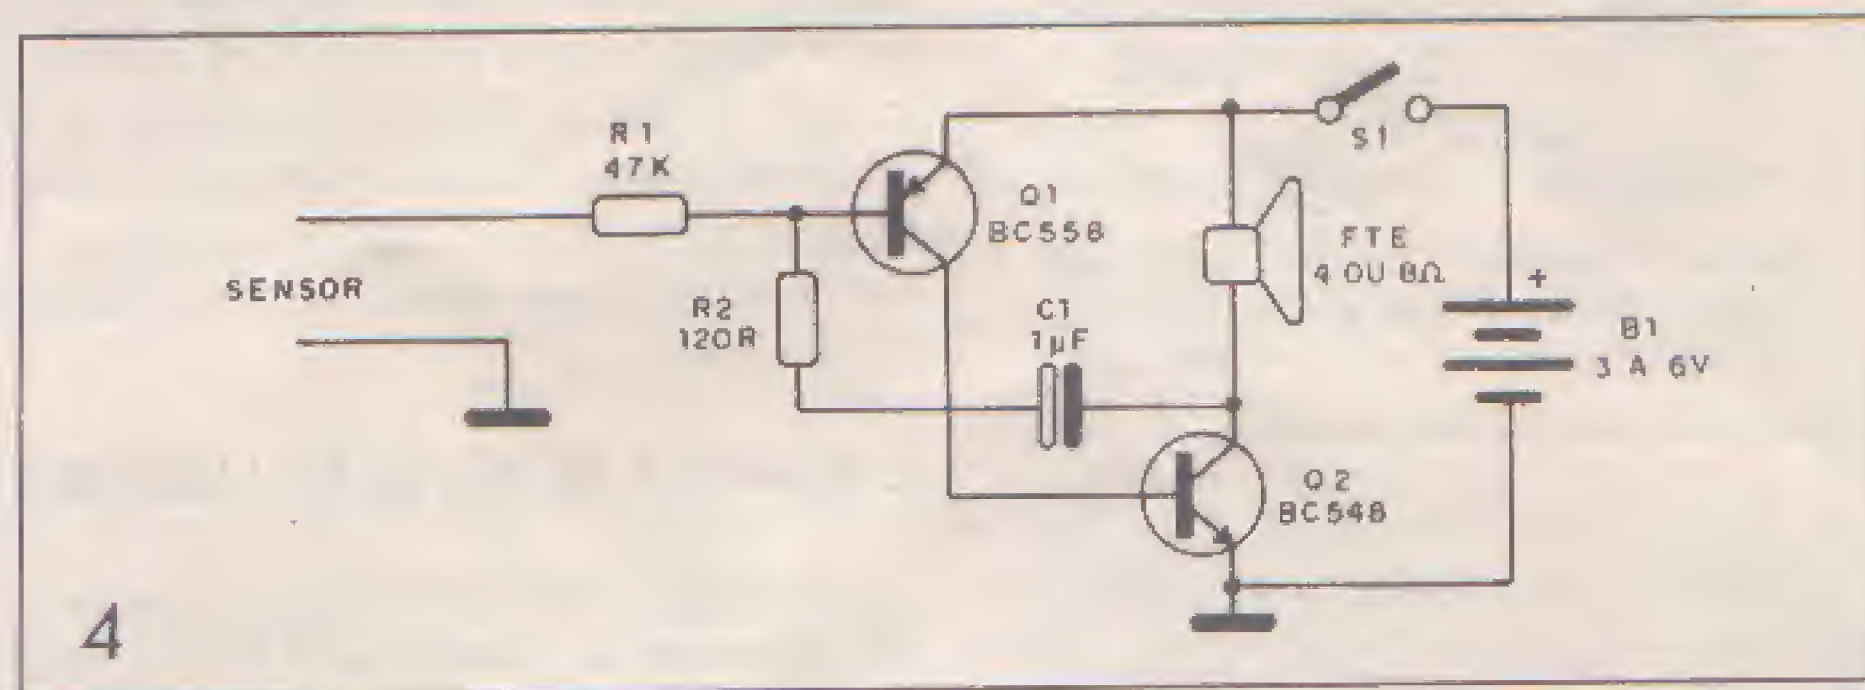 R1
47K
S1
Q1
BC558
FTE
4 OU 8Ω
SENSOR
R2
120R
C1
1µF
+
B1
3 A 6V
Q2
BC548
4